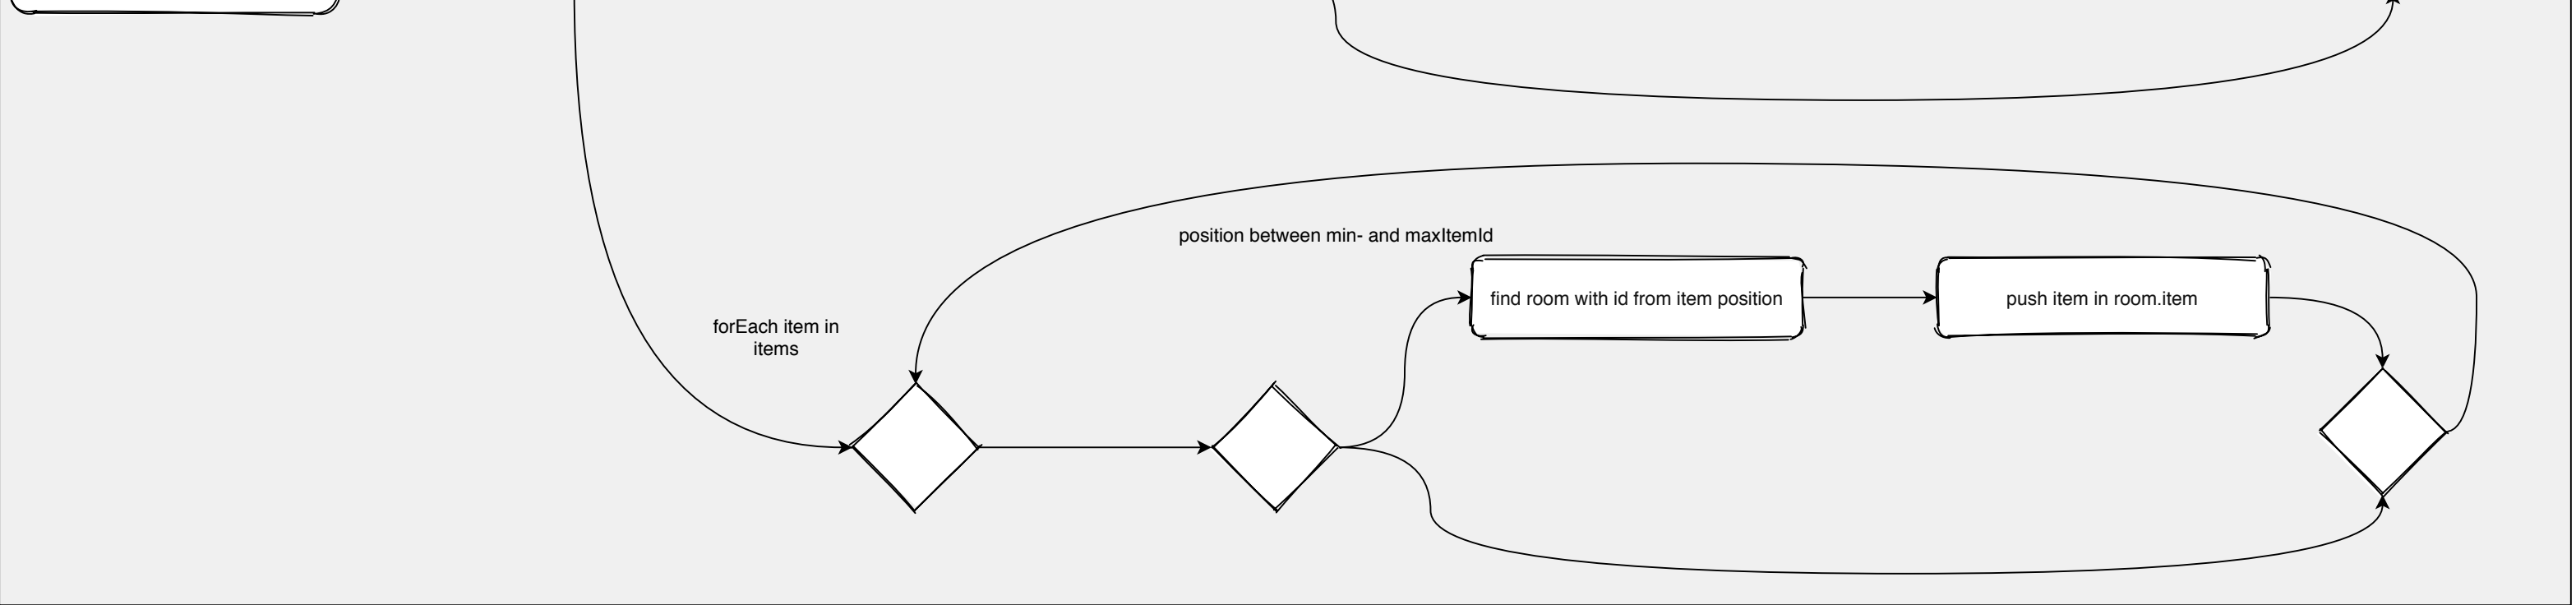 position between min- and maxItemId
find room with id from item position
push item in room.item
forEach item in
items